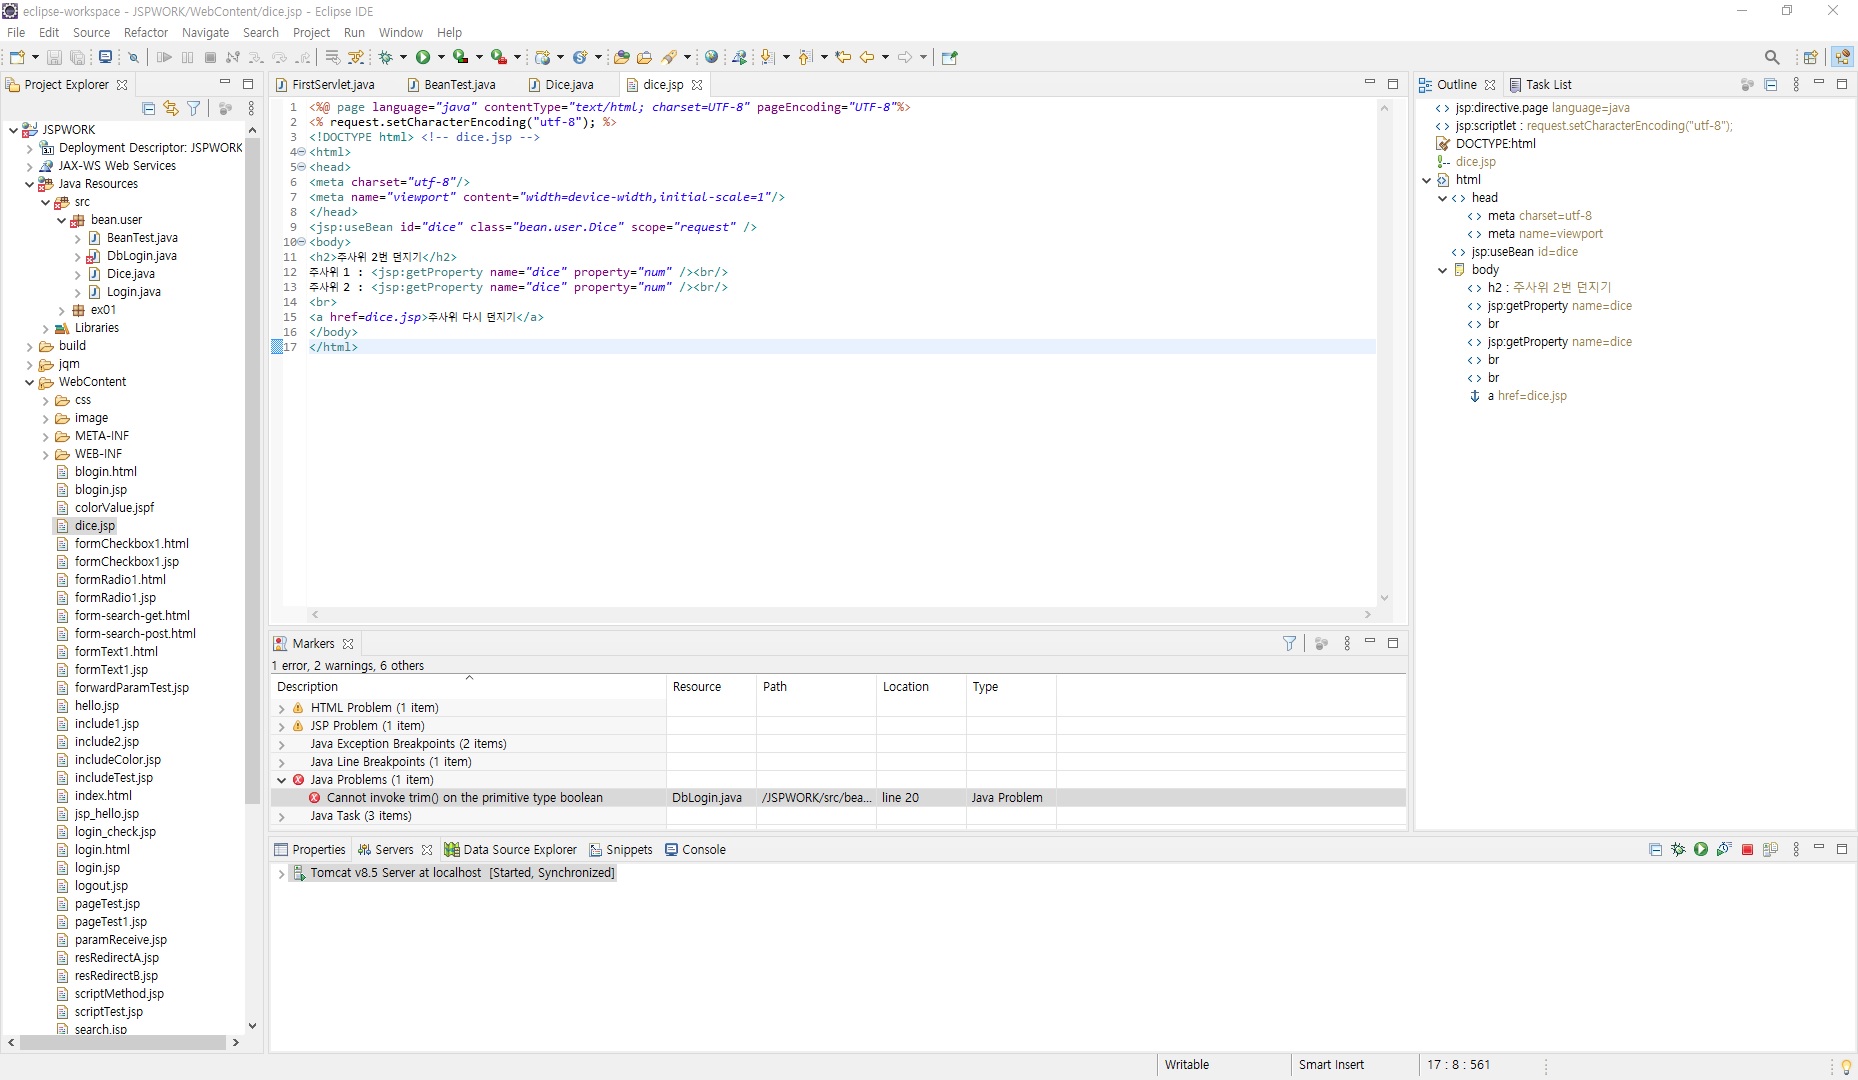 eclipse-workspace - JSPWORK/WebContent/dice.jsp - Eclipse IDE
File Edit Source Refactor Navigate Search Project Run Window Help
Project Explorer
JSPWORK
Deployment Descriptor: JSPWORK
JAX-WS Web Services
Java Resources
src
bean.user
BeanTest.java
DbLogin.java
Dice.java
Login.java
ex01
Libraries
build
jqm
WebContent
css
image
META-INF
WEB-INF
blogin.html
blogin.jsp
colorValue.jspf
dice.jsp
formCheckbox1.html
formCheckbox1.jsp
formRadio1.html
formRadio1.jsp
form-search-get.html
form-search-post.html
formText1.html
formText1.jsp
forwardParamTest.jsp
hello.jsp
include1.jsp
include2.jsp
includeColor.jsp
includeTest.jsp
index.html
jsp_hello.jsp
login_check.jsp
login.html
login.jsp
logout.jsp
pageTest.jsp
pageTest1.jsp
paramReceive.jsp
resRedirectA.jsp
resRedirectB.jsp
scriptMethod.jsp
scriptTest.jsp
search.jsp
FirstServlet.java BeanTest.java Dice.java dice.jsp
1 <%@ page language="java" contentType="text/html; charset=UTF-8" pageEncoding="UTF-8"%>
2 <% request.setCharacterEncoding("utf-8"); %>
3 <!DOCTYPE html> <!-- dice.jsp -->
4 <html>
5 <head>
6 <meta charset="utf-8"/>
7 <meta name="viewport" content="width=device-width,initial-scale=1"/>
8 </head>
9 <jsp:useBean id="dice" class="bean.user.Dice" scope="request" />
10 <body>
11 <h2>주사위 2번 던지기</h2>
12 주사위 1 : <jsp:getProperty name="dice" property="num" /><br/>
13 주사위 2 : <jsp:getProperty name="dice" property="num" /><br/>
14 <br>
15 <a href=dice.jsp>주사위 다시 던지기</a>
16 </body>
17 </html>
Outline Task List
jsp:directive.page language=java
jsp:scriptlet : request.setCharacterEncoding("utf-8");
DOCTYPE:html
dice.jsp
html
head
meta charset=utf-8
meta name=viewport
jsp:useBean id=dice
body
h2 : 주사위 2번 던지기
jsp:getProperty name=dice
br
jsp:getProperty name=dice
br
br
a href=dice.jsp
Markers
1 error, 2 warnings, 6 others
Description Resource Path Location Type
HTML Problem (1 item)
JSP Problem (1 item)
Java Exception Breakpoints (2 items)
Java Line Breakpoints (1 item)
Java Problems (1 item)
Cannot invoke trim() on the primitive type boolean DbLogin.java /JSPWORK/src/bea... line 20 Java Problem
Java Task (3 items)
Properties Servers Data Source Explorer Snippets Console
Tomcat v8.5 Server at localhost [Started, Synchronized]
Writable Smart Insert 17 : 8 : 561